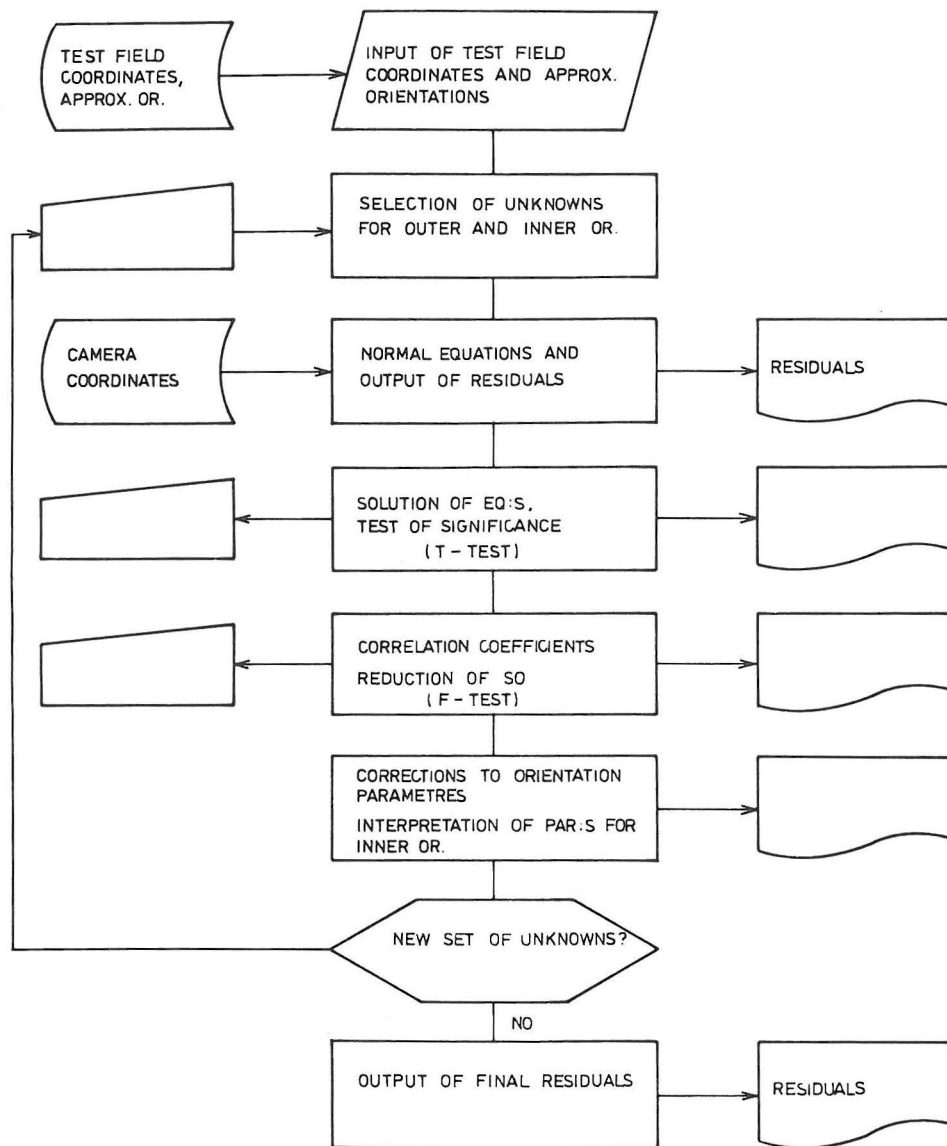 TEST FIELD
COORDINATES,
APPROX. OR.
INPUT OF TEST FIELD
COORDINATES AND APPROX.
ORIENTATIONS
SELECTION OF UNKNOWNS
FOR OUTER AND INNER OR.
CAMERA
COORDINATES
NORMAL EQUATIONS AND
OUTPUT OF RESIDUALS
RESIDUALS
SOLUTION OF EQ:S,
TEST OF SIGNIFICANCE
(T-TEST)
CORRELATION COEFFICIENTS
REDUCTION OF SO
(F-TEST)
CORRECTIONS TO ORIENTATION
PARAMETRES
INTERPRETATION OF PAR:S FOR
INNER OR.
NEW SET OF UNKNOWNS?
NO
OUTPUT OF FINAL RESIDUALS
RESIDUALS